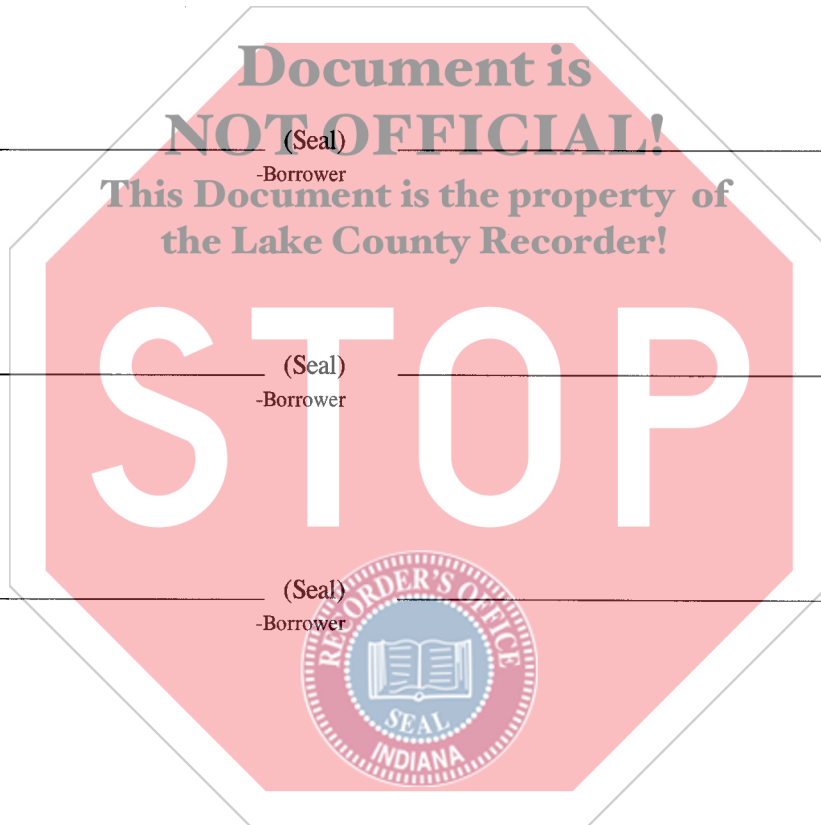 Document is
NOT OFFICIAL!
(Seal)
-Borrower
This Document is the property of
the Lake County Recorder!
STOP
(Seal)
-Borrower
(Seal)
-Borrower
RECORDER'S OFFICE
SEAL
INDIANA